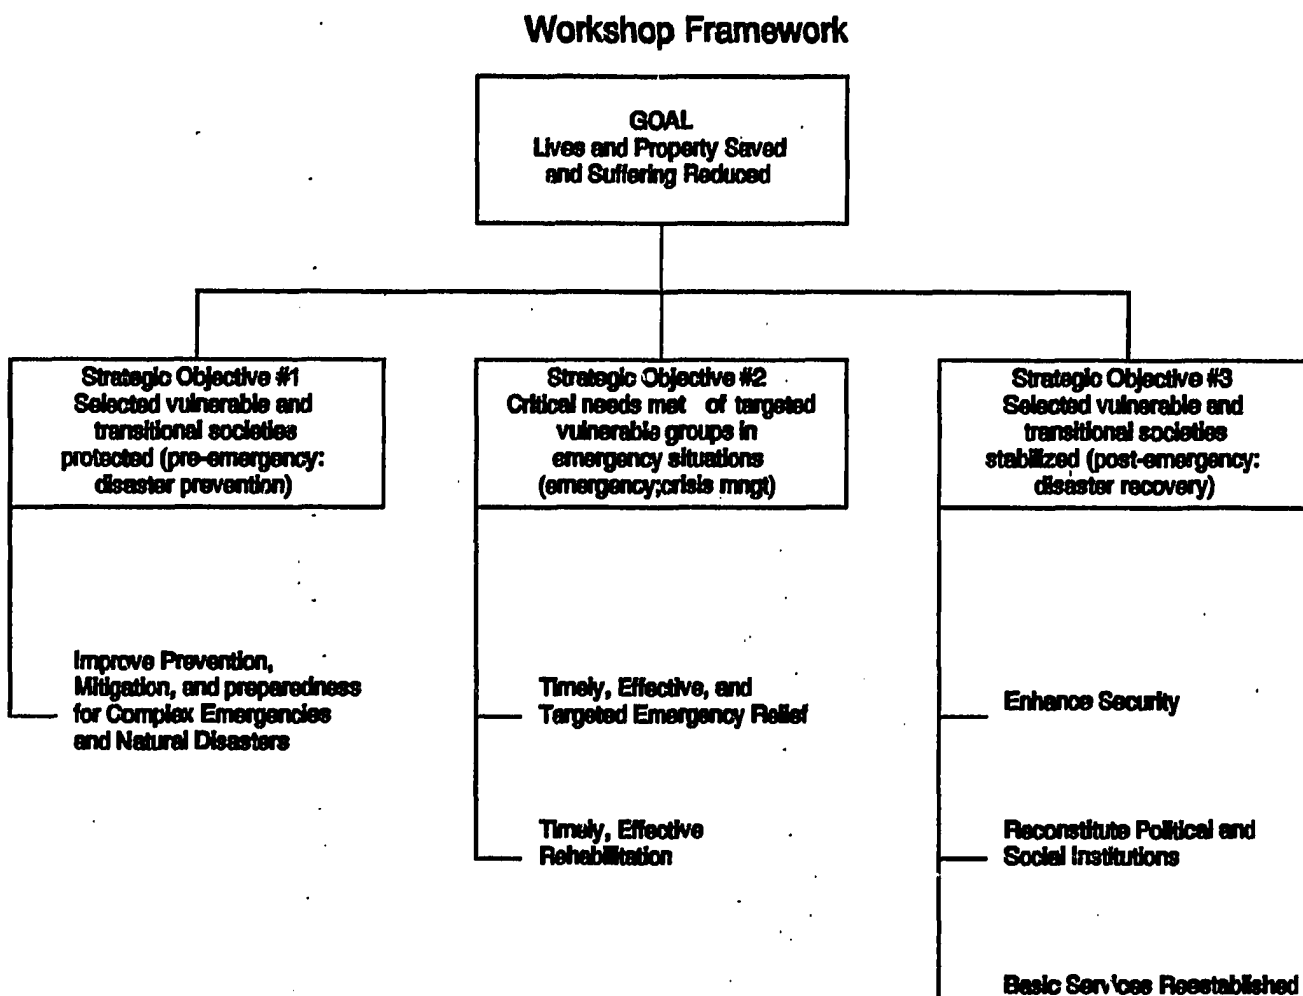 Workshop Framework
GOAL
Lives and Property Saved
and Suffering Reduced
Strategic Objective #1
Selected vulnerable and
transitional societies
protected (pre-emergency:
disaster prevention)
Strategic Objective #2
Critical needs met of targeted
vulnerable groups in
emergency situations
(emergency;crisis mngt)
Strategic Objective #3
Selected vulnerable and
transitional societies
stabilized (post-emergency:
disaster recovery)
Improve Prevention,
Mitigation, and preparedness
for Complex Emergencies
and Natural Disasters
Timely, Effective, and
Targeted Emergency Relief
Timely, Effective
Rehabilitation
Enhance Security
Reconstitute Political and
Social Institutions
Basic Services Reestablished